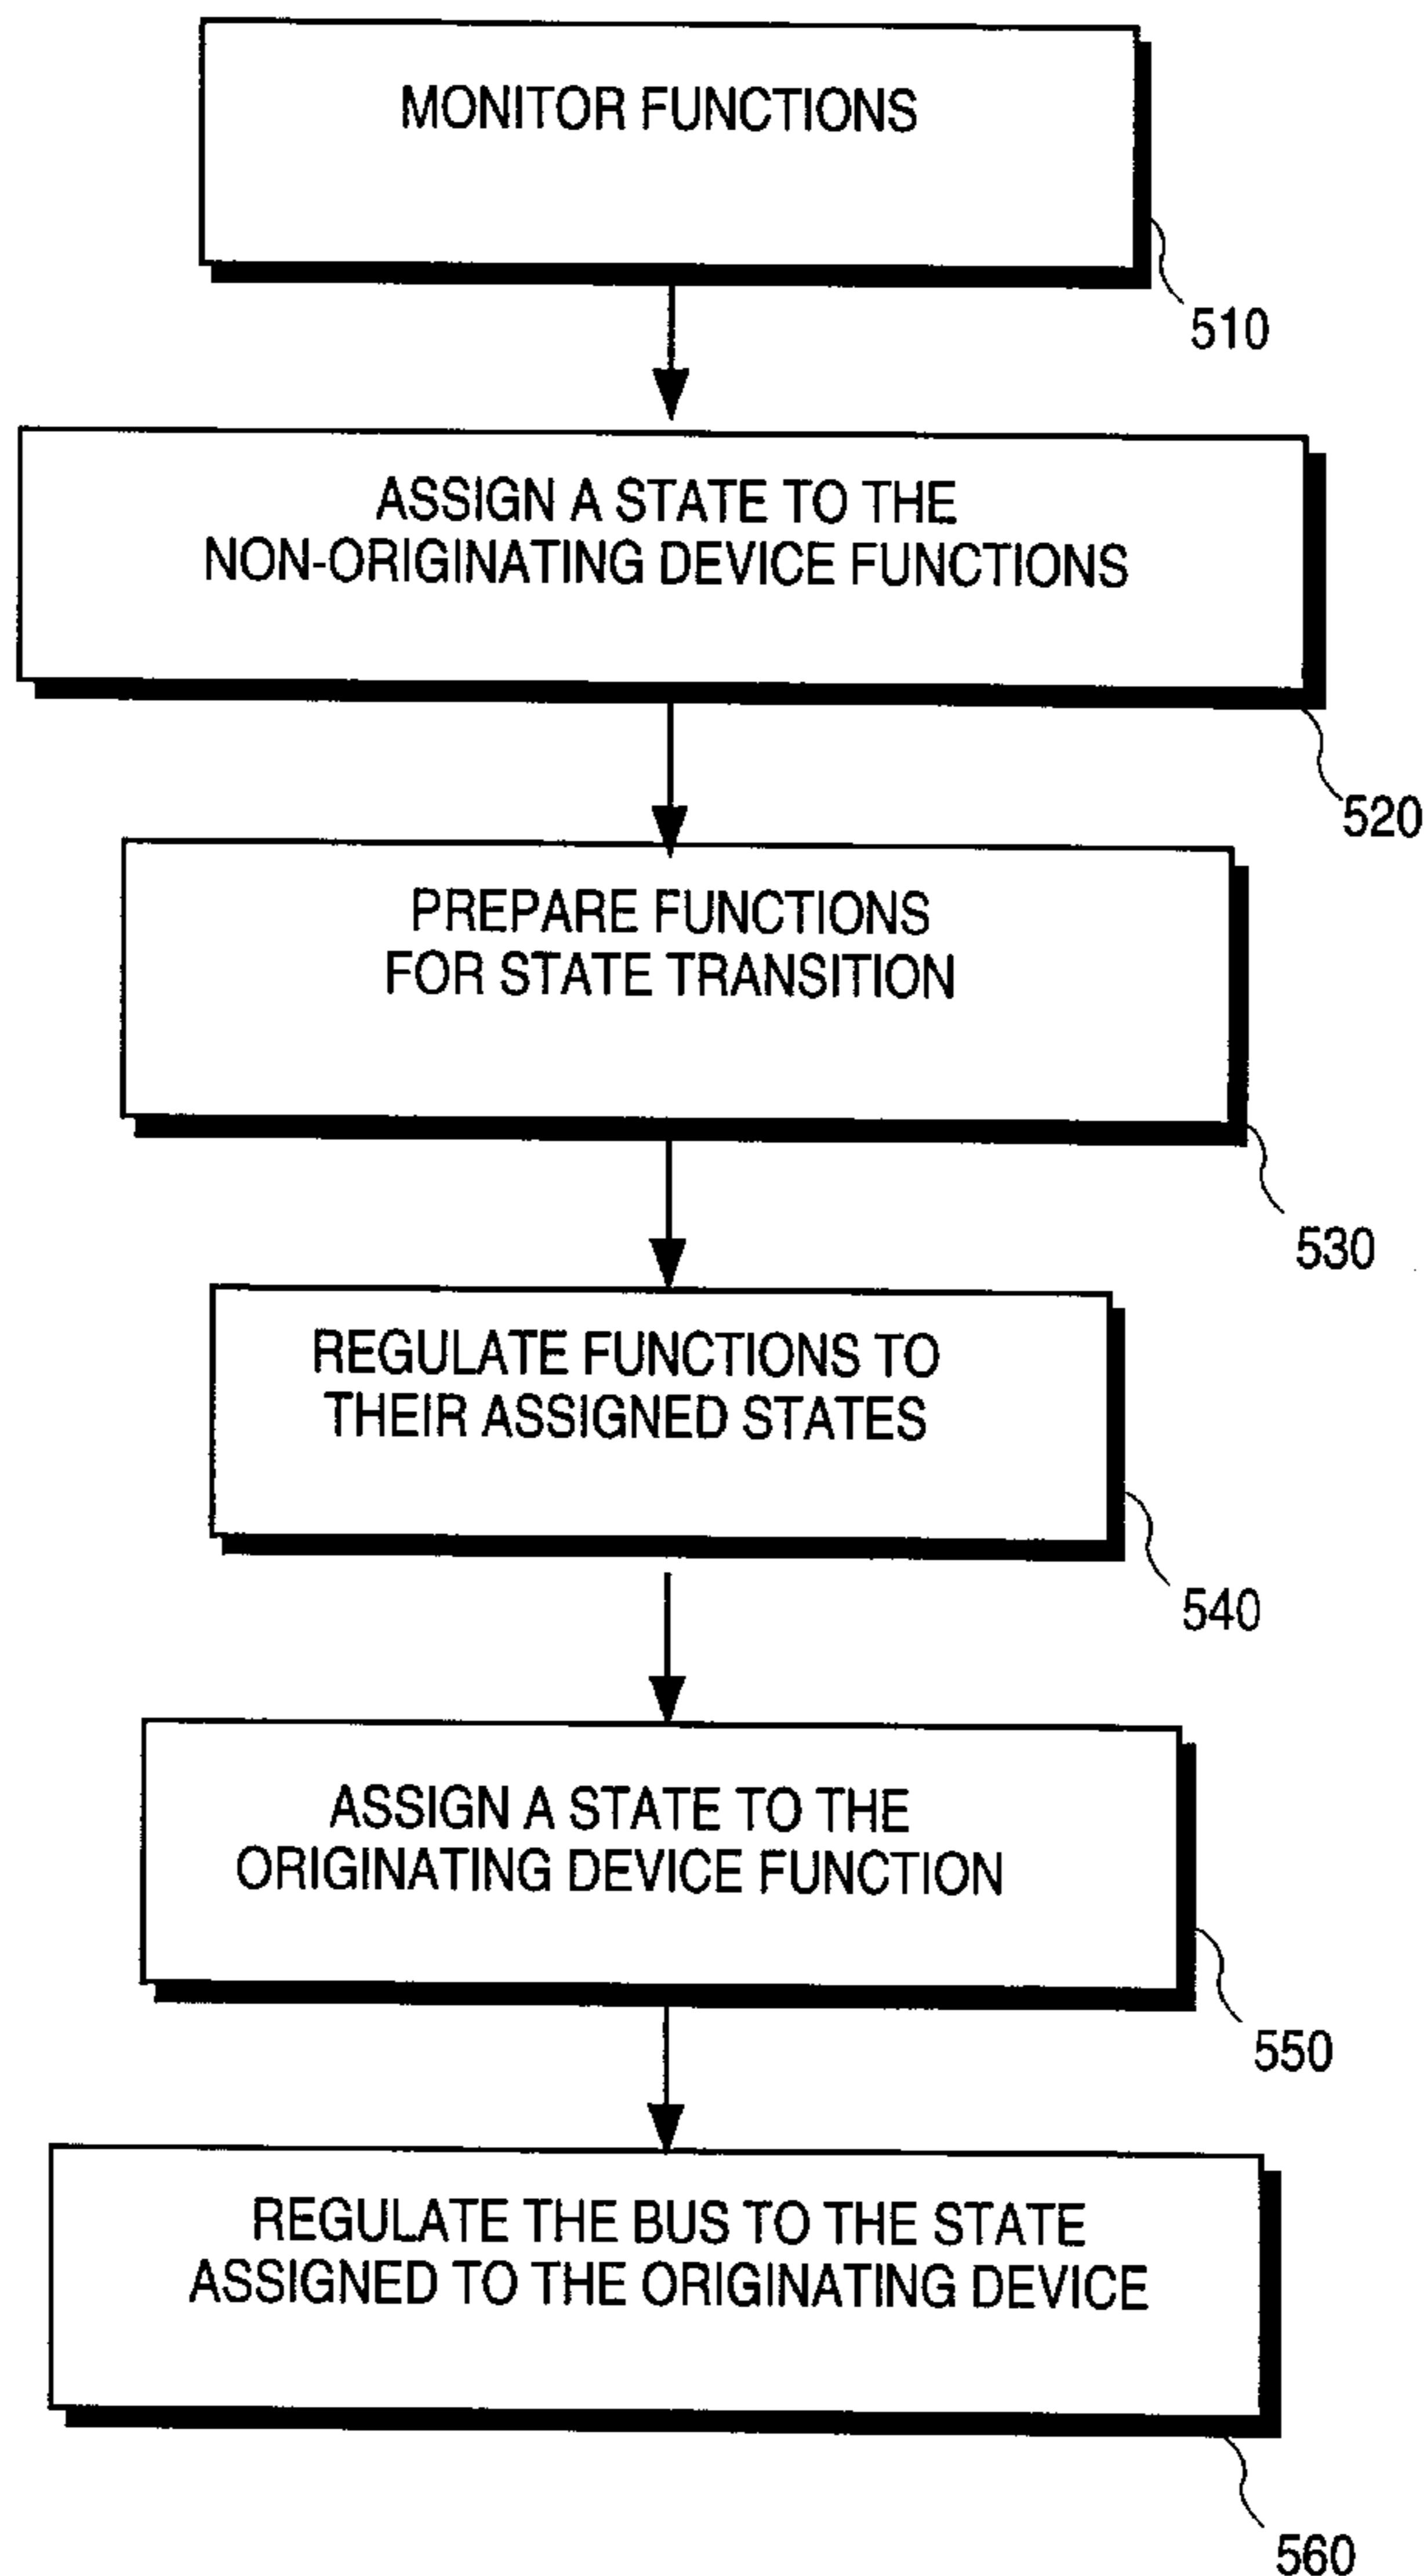 MONITOR FUNCTIONS
510
ASSIGN A STATE TO THE
NON-ORIGINATING DEVICE FUNCTIONS
520
PREPARE FUNCTIONS
FOR STATE TRANSITION
530
REGULATE FUNCTIONS TO
THEIR ASSIGNED STATES
540
ASSIGN A STATE TO THE
ORIGINATING DEVICE FUNCTION
550
REGULATE THE BUS TO THE STATE
ASSIGNED TO THE ORIGINATING DEVICE
560